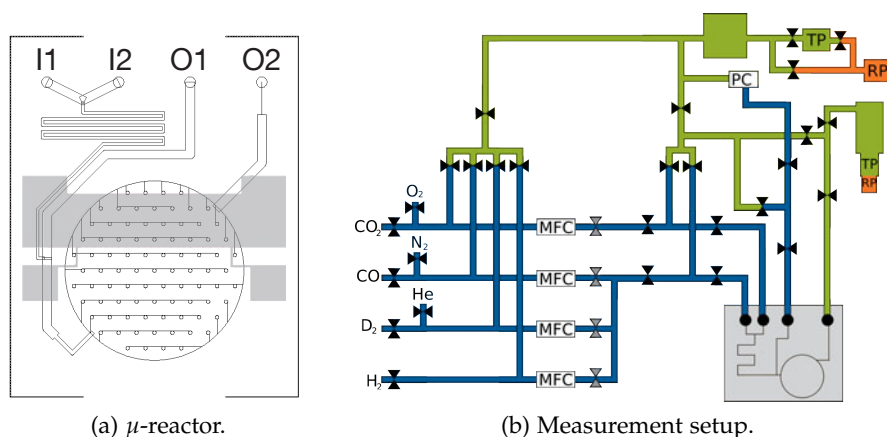 I1 I2 O1 O2
TP
RP
PC
TP
RP
O₂
CO₂
MFC
N₂
CO
MFC
He
D₂
MFC
H₂
MFC
(a) μ-reactor.
(b) Measurement setup.